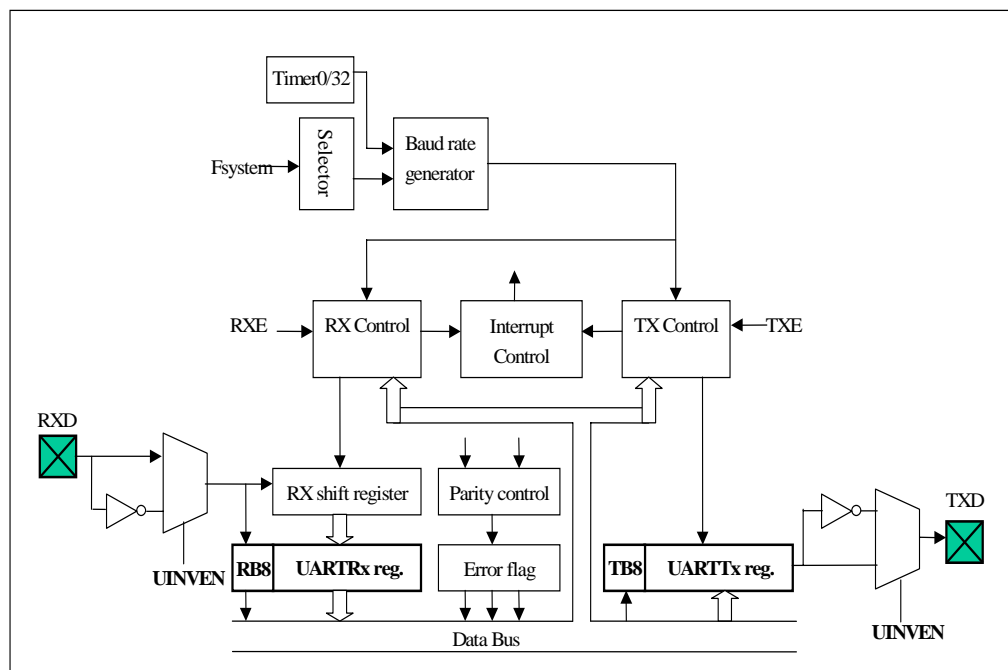 Timer0/32
Selector
Baud rate
generator
Fsystem
RXE
RX Control
Interrupt
Control
TX Control
TXE
RXD
RX shift register
Parity control
TXD
UINVEN
RB8
UARTRx reg.
Error flag
TB8
UARTTx reg.
UINVEN
Data Bus